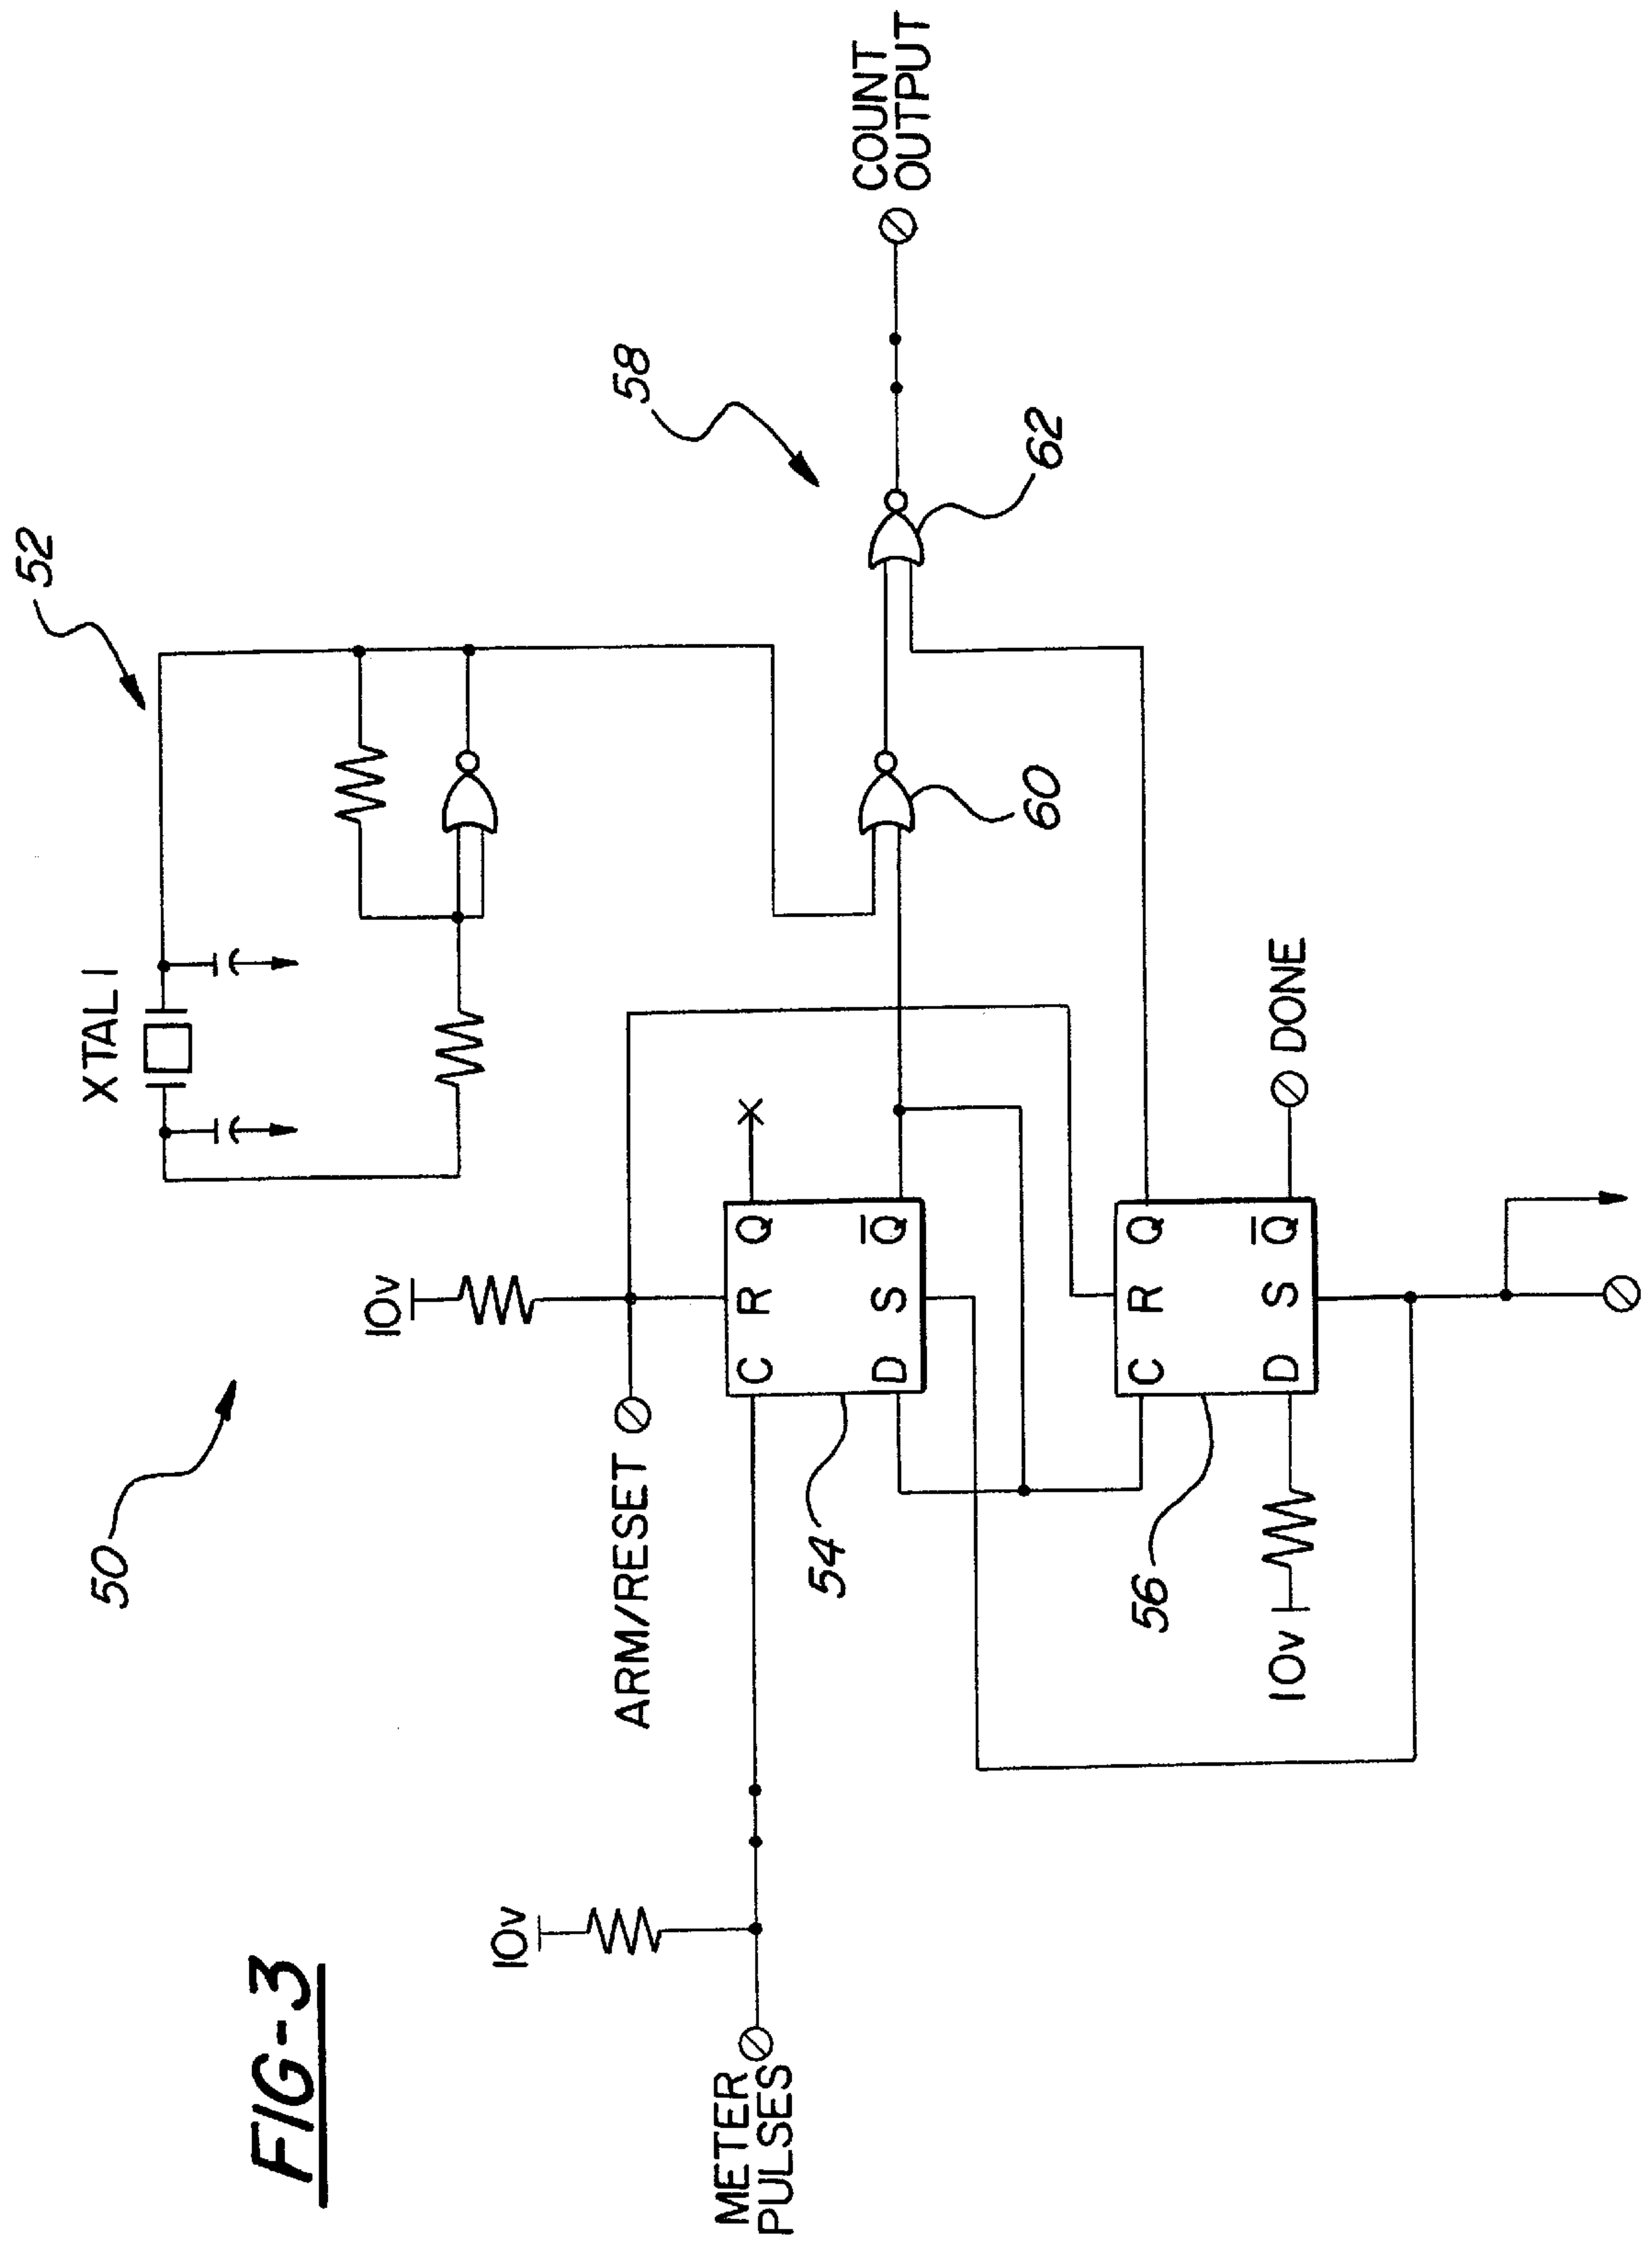 FIG-3
50
52
XTAL1
10v
ARM/RESET
10v
METER
PULSES
C
R
Q
D
S
Q̅
54
58
60
62
COUNT
OUTPUT
C
R
Q
D
S
Q̅
56
10v
DONE